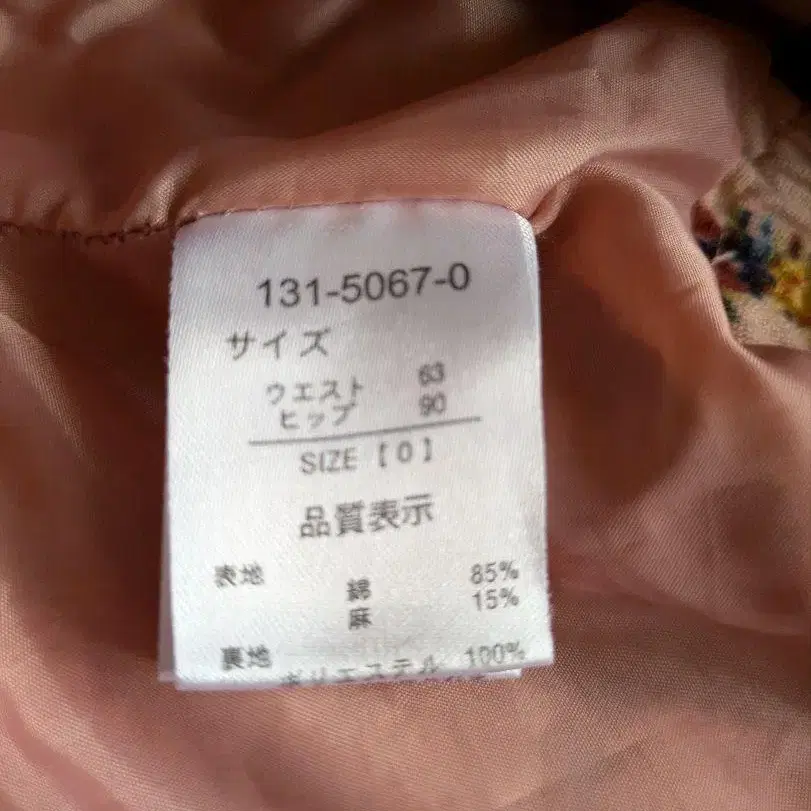 131-5067-0
サイズ
ウエスト 63
ヒップ 90
SIZE【0】
品質表示
表地 綿 85%
麻 15%
裏地 ポリエステル 100%